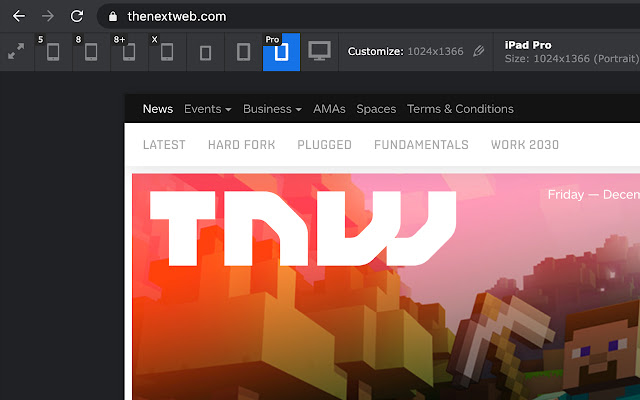 thenextweb.com
5 8 8+ X Pro Customize: 1024x1366 iPad Pro
Size: 1024x1366 (Portrait)
News Events Business AMAs Spaces Terms & Conditions
LATEST HARD FORK PLUGGED FUNDAMENTALS WORK 2030
Friday — Decem
TNW